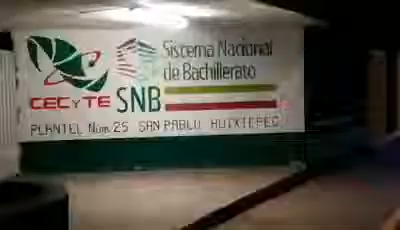 Sistema Nacional
de Bachillerato
CECyTE SNB
PLANTEL Núm. 25 SAN PABLO HUIXTEPEC